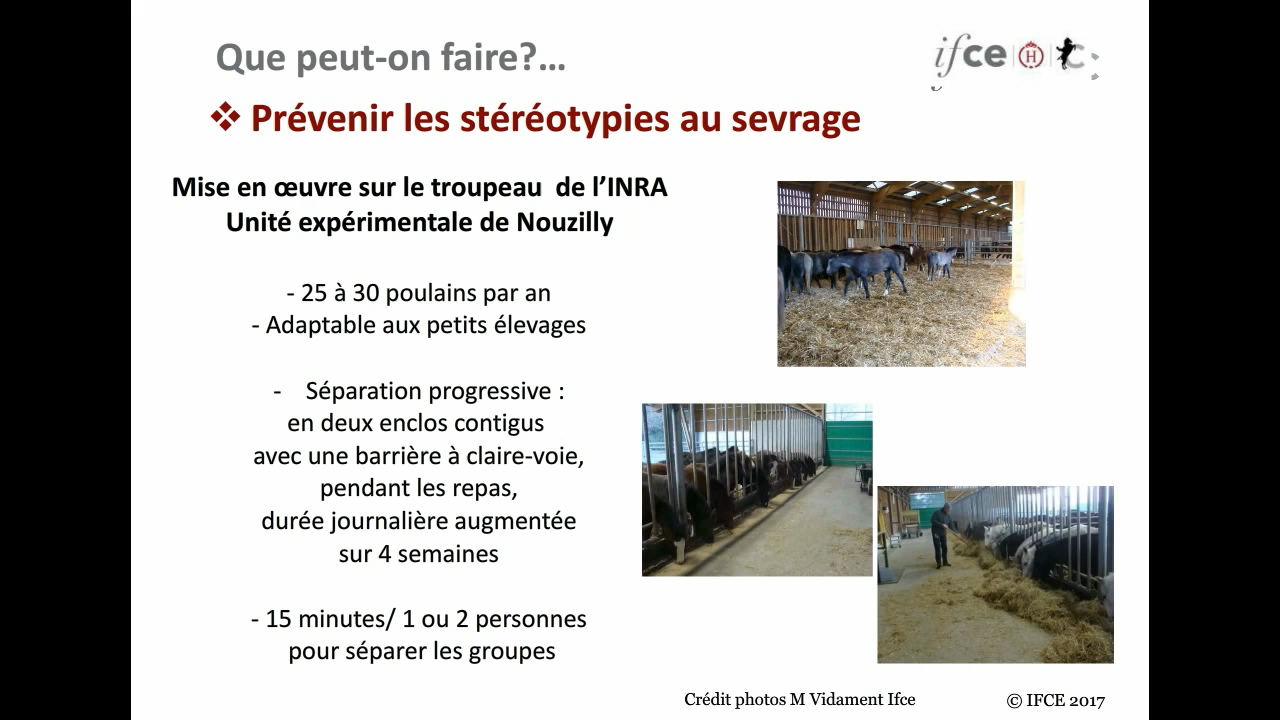 Que peut-on faire?...
ifce
H
❖ Prévenir les stéréotypies au sevrage
Mise en œuvre sur le troupeau de l’INRA
Unité expérimentale de Nouzilly
- 25 à 30 poulains par an
- Adaptable aux petits élevages
- Séparation progressive :
en deux enclos contigus
avec une barrière à claire-voie,
pendant les repas,
durée journalière augmentée
sur 4 semaines
- 15 minutes/ 1 ou 2 personnes
pour séparer les groupes
Crédit photos M Vidament Ifce
© IFCE 2017